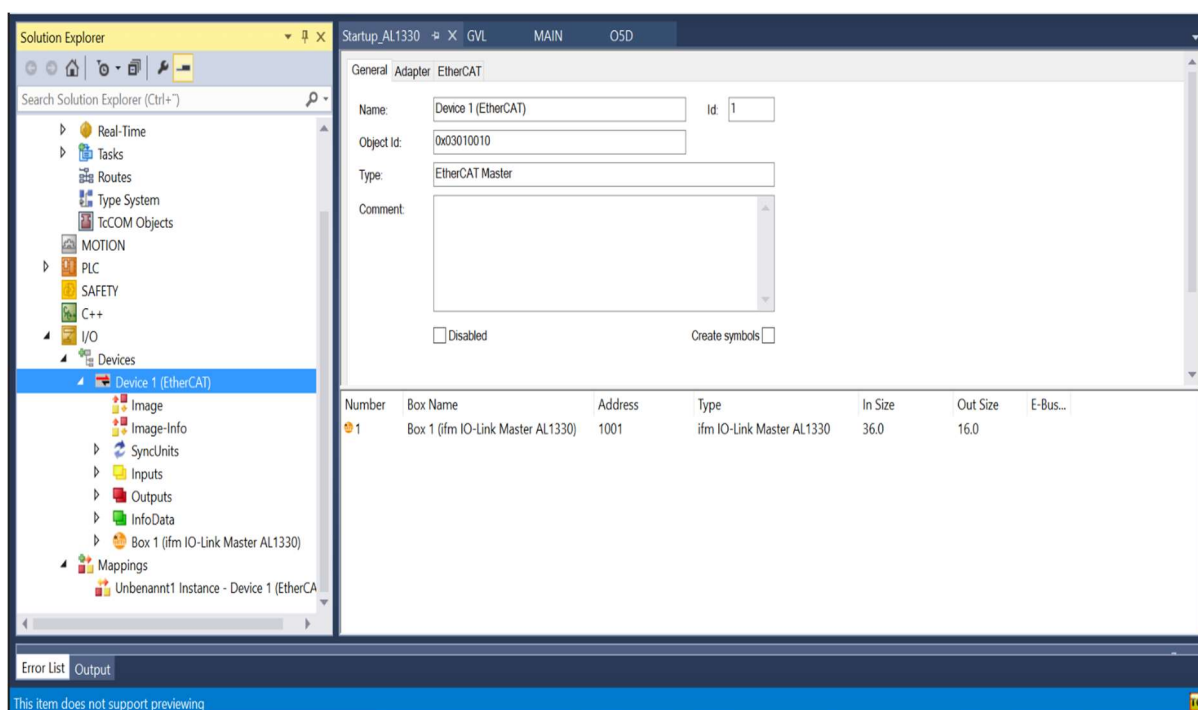 Solution Explorer
Search Solution Explorer (Ctrl+¨)
Real-Time
Tasks
Routes
Type System
TcCOM Objects
MOTION
PLC
SAFETY
C++
I/O
Devices
Device 1 (EtherCAT)
Image
Image-Info
SyncUnits
Inputs
Outputs
InfoData
Box 1 (ifm IO-Link Master AL1330)
Mappings
Unbenannt1 Instance - Device 1 (EtherCA
Startup_AL1330 GVL MAIN O5D
General Adapter EtherCAT
Name: Device 1 (EtherCAT) Id: 1
Object Id: 0x03010010
Type: EtherCAT Master
Comment:
Disabled Create symbols
Number Box Name Address Type In Size Out Size E-Bus...
1 Box 1 (ifm IO-Link Master AL1330) 1001 ifm IO-Link Master AL1330 36.0 16.0
Error List Output
This item does not support previewing